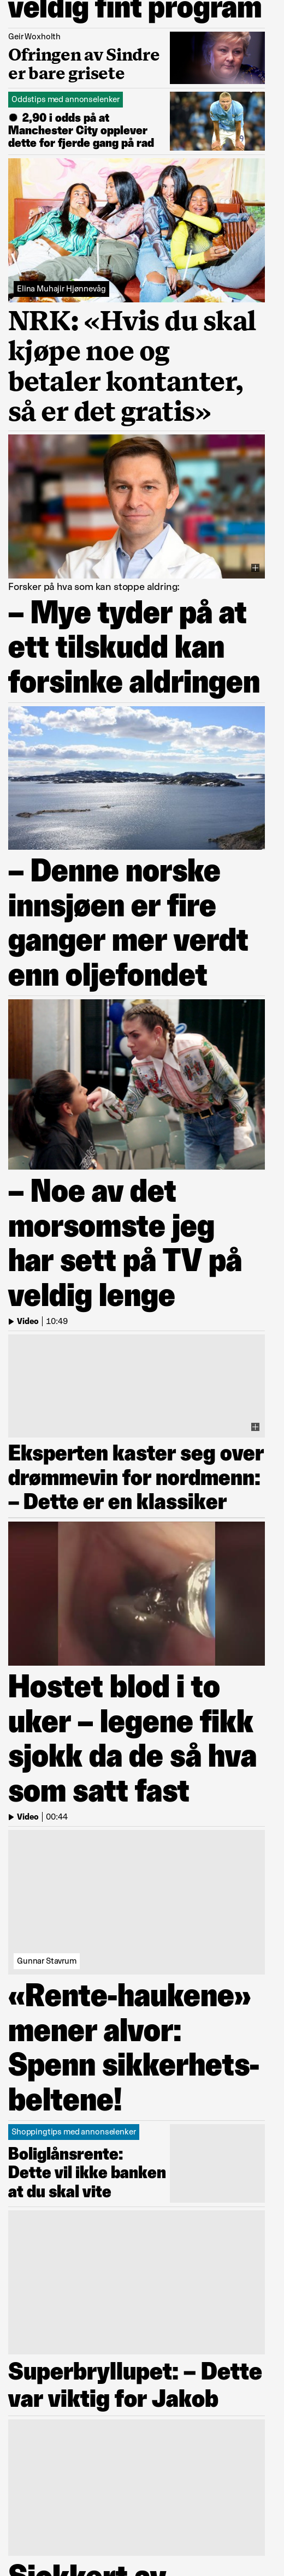 veldig fint program
Geir Woxholth
Ofringen av Sindre
er bare grisete
Oddstips med annonselenker
● 2,90 i odds på at
Manchester City opplever
dette for fjerde gang på rad
Elina Muhajir Hjønnevåg
NRK: «Hvis du skal
kjøpe noe og
betaler kontanter,
så er det gratis»
Forsker på hva som kan stoppe aldring:
– Mye tyder på at
ett tilskudd kan
forsinke aldringen
– Denne norske
innsjøen er fire
ganger mer verdt
enn oljefondet
– Noe av det
morsomste jeg
har sett på TV på
veldig lenge
Video | 10:49
Eksperten kaster seg over
drømmevin for nordmenn:
– Dette er en klassiker
Hostet blod i to
uker – legene fikk
sjokk da de så hva
som satt fast
Video | 00:44
Gunnar Stavrum
«Rente-haukene»
mener alvor:
Spenn sikkerhets-
beltene!
Shoppingtips med annonselenker
Boliglånsrente:
Dette vil ikke banken
at du skal vite
Superbryllupet: – Dette
var viktig for Jakob